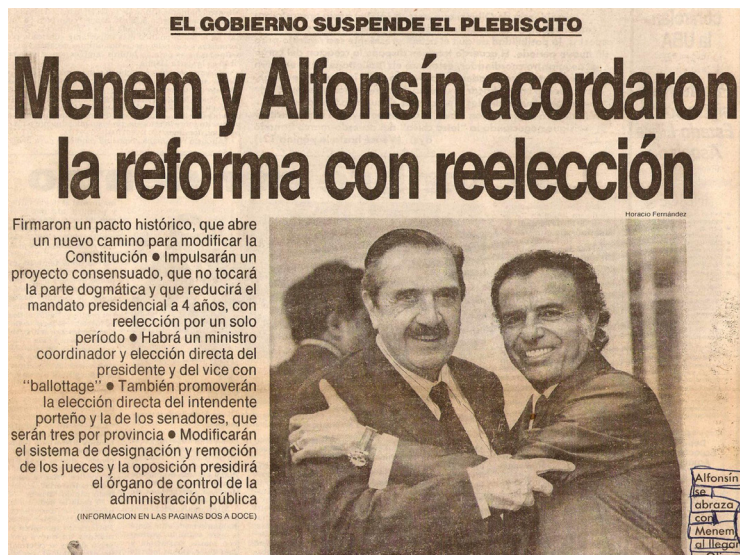 EL GOBIERNO SUSPENDE EL PLEBISCITO
Menem y Alfonsín acordaron
la reforma con reelección
Horacio Fernández
Firmaron un pacto histórico, que abre
un nuevo camino para modificar la
Constitución ● Impulsarán un
proyecto consensuado, que no tocará
la parte dogmática y que reducirá el
mandato presidencial a 4 años, con
reelección por un solo
período ● Habrá un ministro
coordinador y elección directa del
presidente y del vice con
"ballottage" ● También promoverán
la elección directa del intendente
porteño y la de los senadores, que
serán tres por provincia ● Modificarán
el sistema de designación y remoción
de los jueces y la oposición presidirá
el órgano de control de la
administración pública
(INFORMACION EN LAS PAGINAS DOS A DOCE)
Alfonsín
se
abraza
con
Menem
al llegar